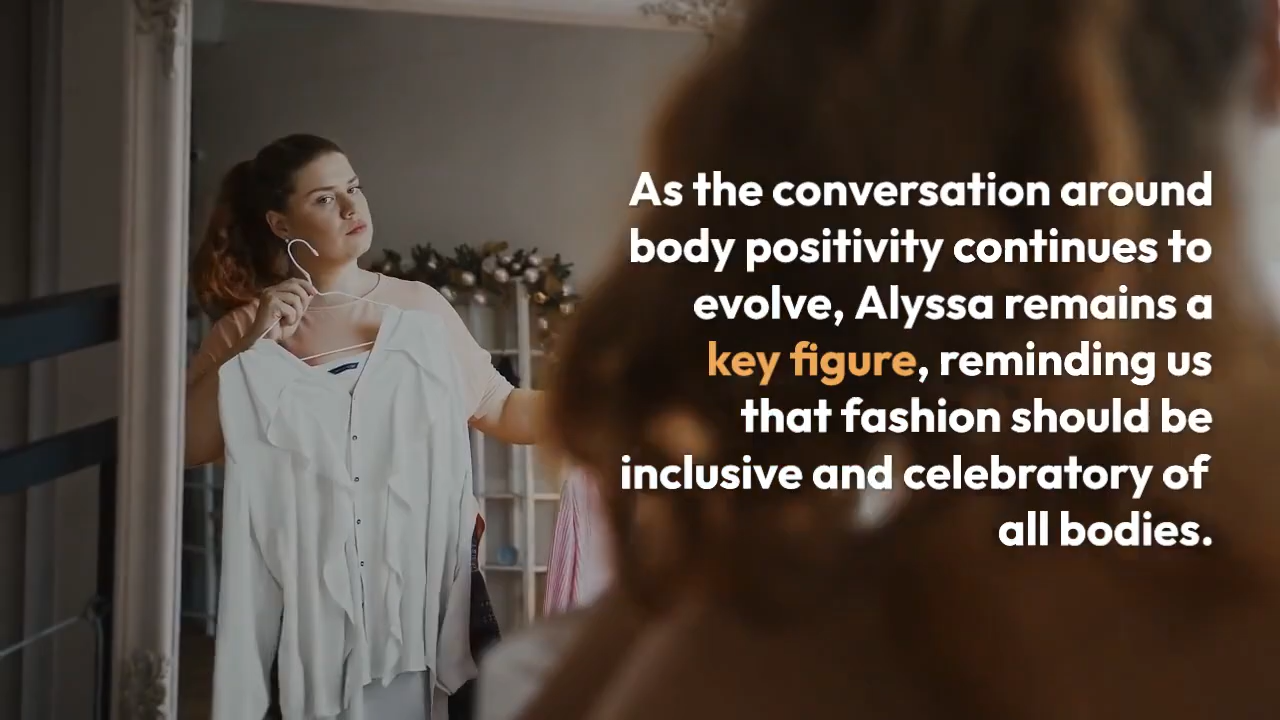 As the conversation around
body positivity continues to
evolve, Alyssa remains a
key figure, reminding us
that fashion should be
inclusive and celebratory of
all bodies.